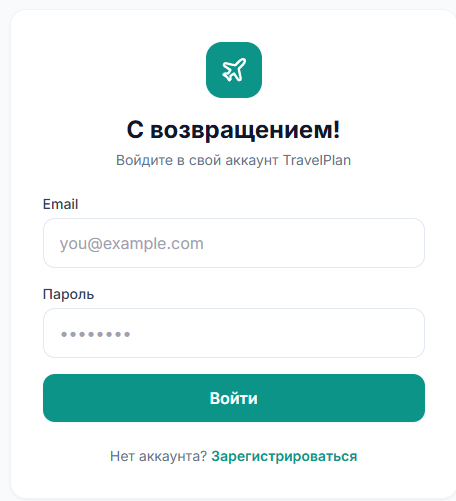 С возвращением!
Войдите в свой аккаунт TravelPlan
Email
you@example.com
Пароль
••••••••
Войти
Нет аккаунта? Зарегистрироваться